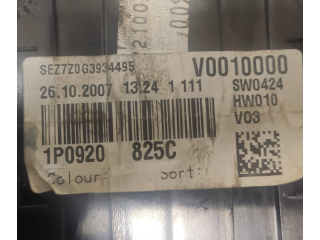 SEZ7Z0G3934495 V0010000
26.10.2007 13:24 1 111 SW0424
HW010
V03
1P0920 825C
Colour: sort: